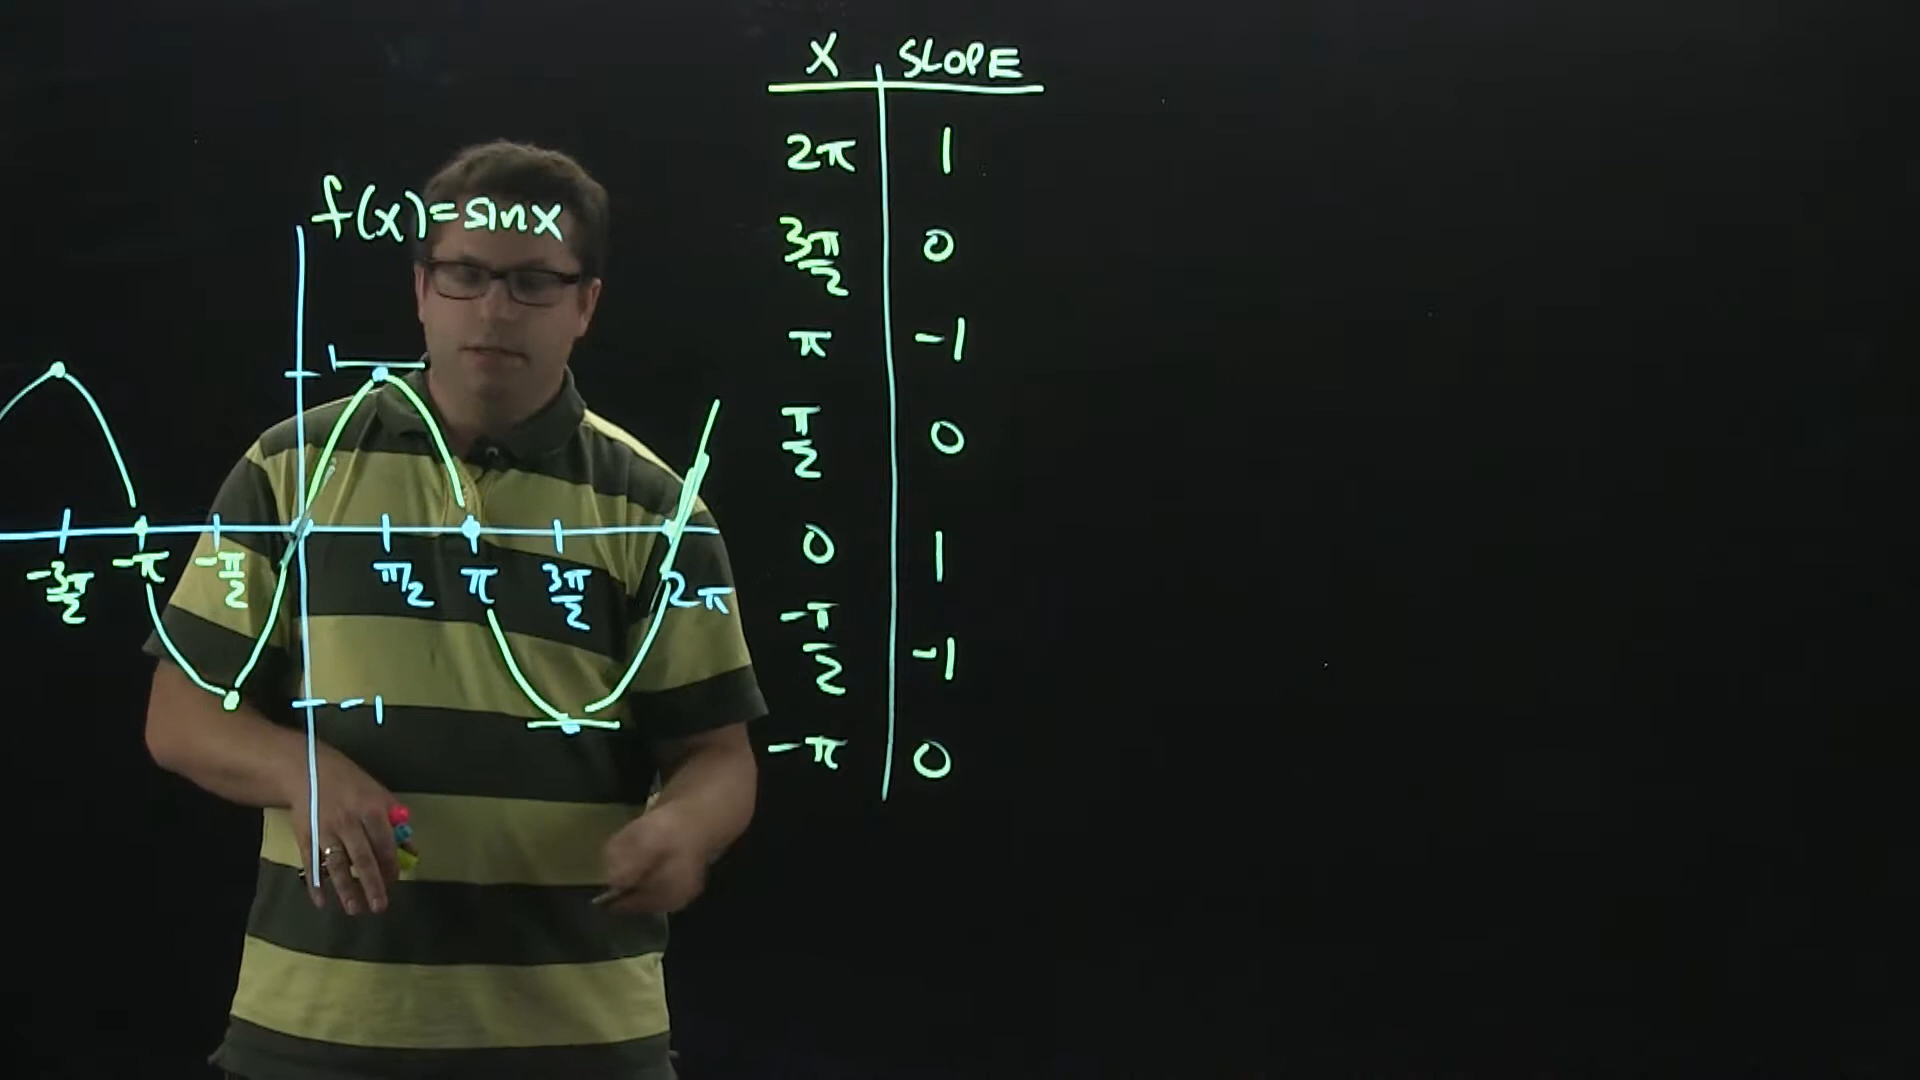 X SLOPE
2π 1
3π/2 0
π -1
π/2 0
0 1
-π/2 -1
-π 0
f(x)=sinx
1
-3π/2 -π -π/2 π/2 π 3π/2 2π
-1